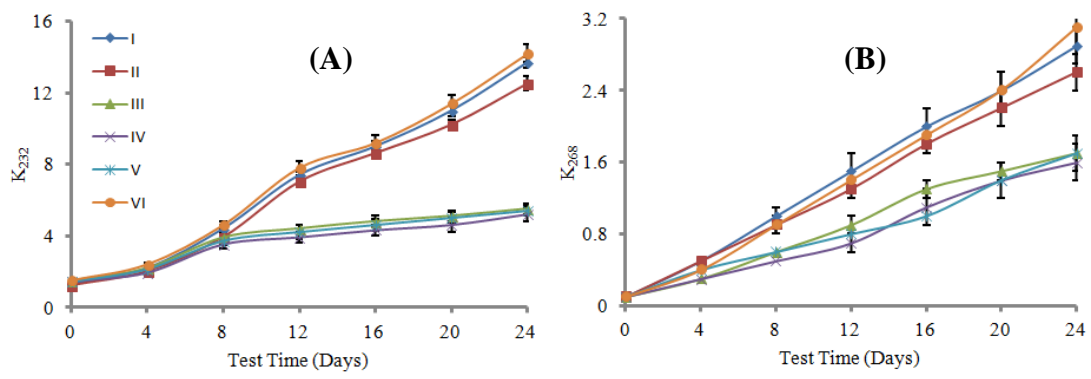 (A)
K232
16
12
8
4
0
I
II
III
IV
V
VI
0 4 8 12 16 20 24
Test Time (Days)
(B)
K268
3.2
2.4
1.6
0.8
0
0 4 8 12 16 20 24
Test Time (Days)